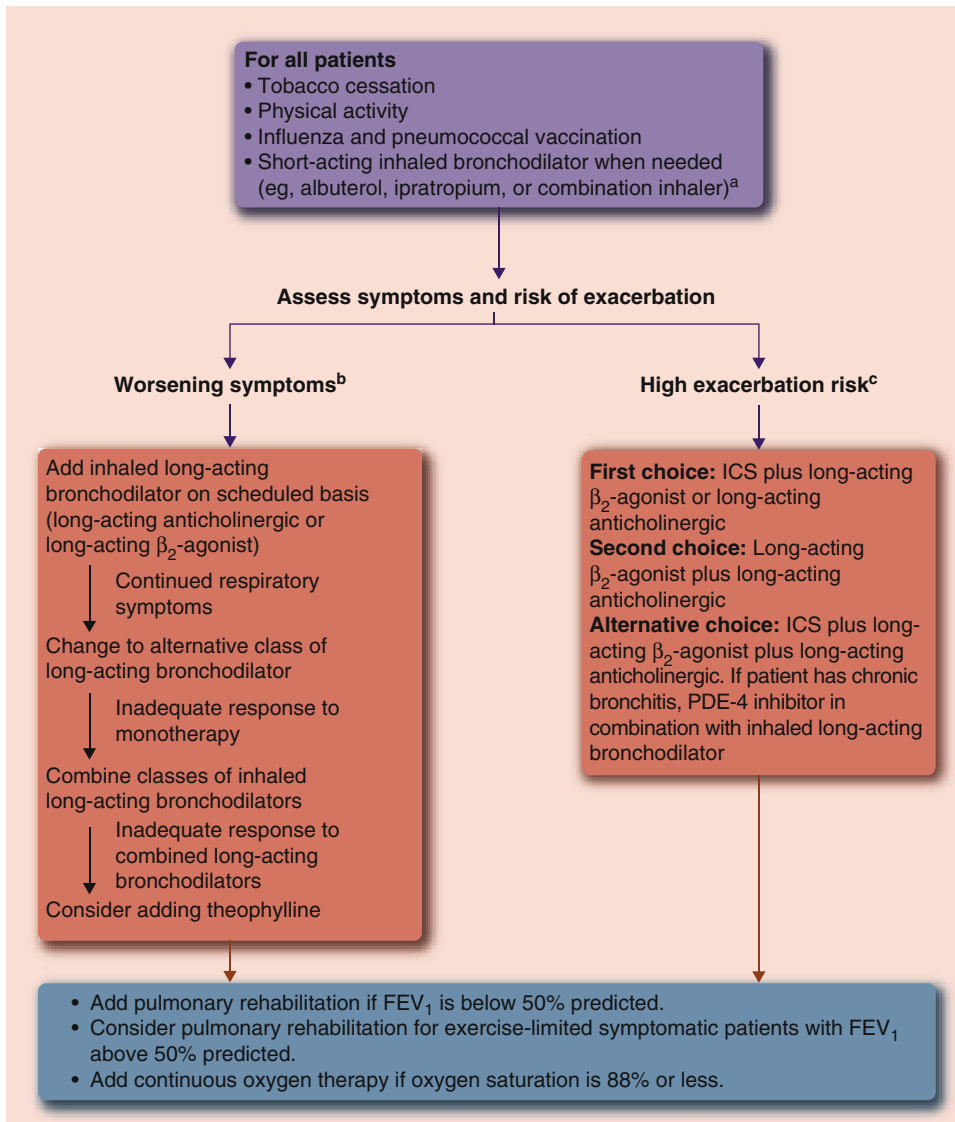 For all patients
• Tobacco cessation
• Physical activity
• Influenza and pneumococcal vaccination
• Short-acting inhaled bronchodilator when needed
(eg, albuterol, ipratropium, or combination inhaler)ᵃ
Assess symptoms and risk of exacerbation
Worsening symptomsᵇ
Add inhaled long-acting
bronchodilator on scheduled basis
(long-acting anticholinergic or
long-acting β₂-agonist)
Continued respiratory
symptoms
Change to alternative class of
long-acting bronchodilator
Inadequate response to
monotherapy
Combine classes of inhaled
long-acting bronchodilators
Inadequate response to
combined long-acting
bronchodilators
Consider adding theophylline
High exacerbation riskᶜ
First choice: ICS plus long-acting
β₂-agonist or long-acting
anticholinergic
Second choice: Long-acting
β₂-agonist plus long-acting
anticholinergic
Alternative choice: ICS plus long-
acting β₂-agonist plus long-acting
anticholinergic. If patient has chronic
bronchitis, PDE-4 inhibitor in
combination with inhaled long-acting
bronchodilator
• Add pulmonary rehabilitation if FEV₁ is below 50% predicted.
• Consider pulmonary rehabilitation for exercise-limited symptomatic patients with FEV₁
above 50% predicted.
• Add continuous oxygen therapy if oxygen saturation is 88% or less.